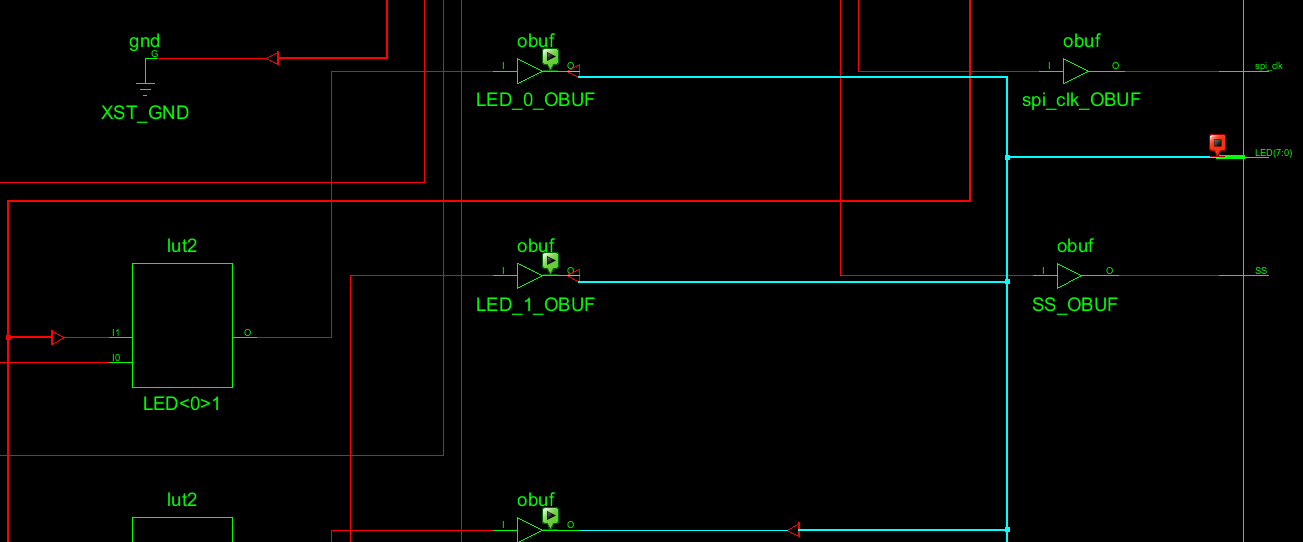 gnd
G
XST_GND
obuf
I
O
LED_0_OBUF
obuf
I
O
spi_clk_OBUF
spi_clk
LED(7:0)
lut2
I1
I0
O
LED<0>1
obuf
I
O
LED_1_OBUF
obuf
I
O
SS_OBUF
SS
lut2
obuf
I
O